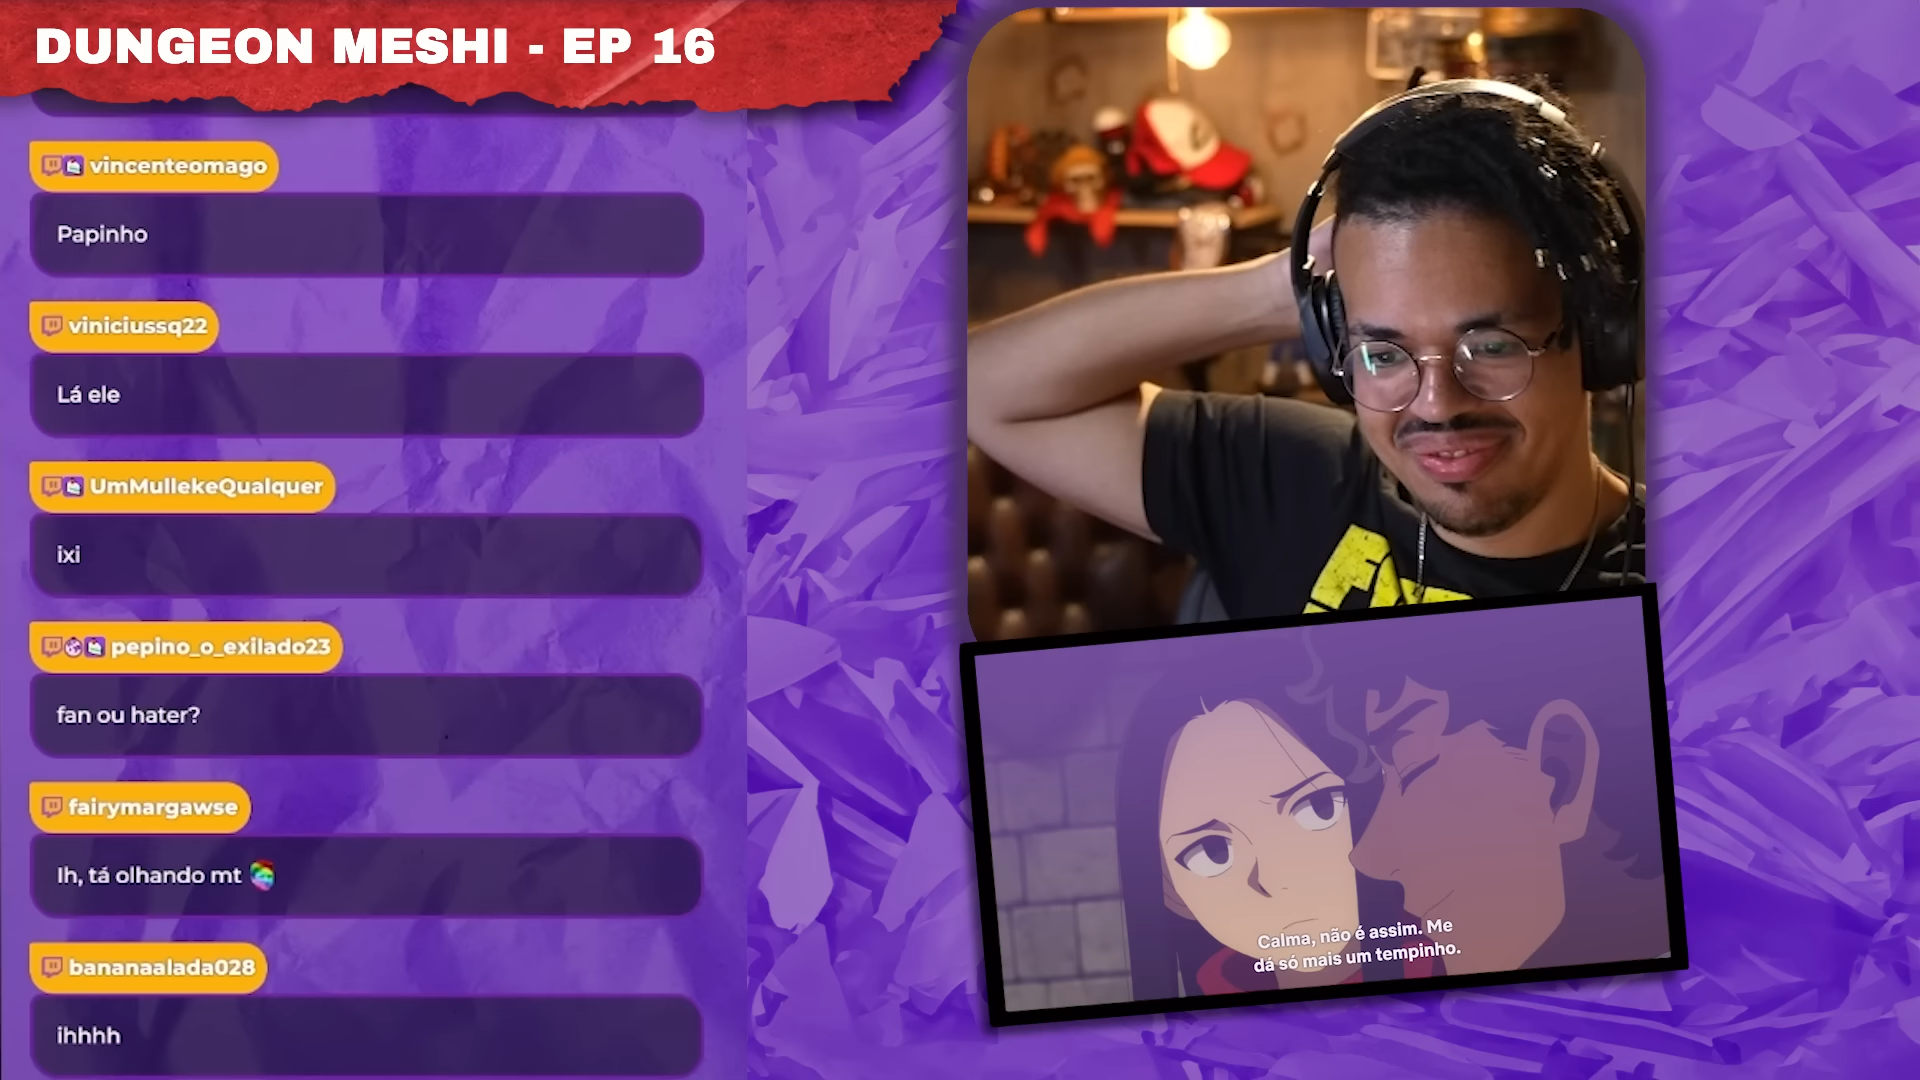 DUNGEON MESHI - EP 16
vincenteomago
Papinho
viniciussq22
Lá ele
UmMullekeQualquer
ixi
pepino_o_exilado23
fan ou hater?
fairymargawse
Ih, tá olhando mt
bananaalada028
ihhhh
Calma, não é assim. Me
dá só mais um tempinho.